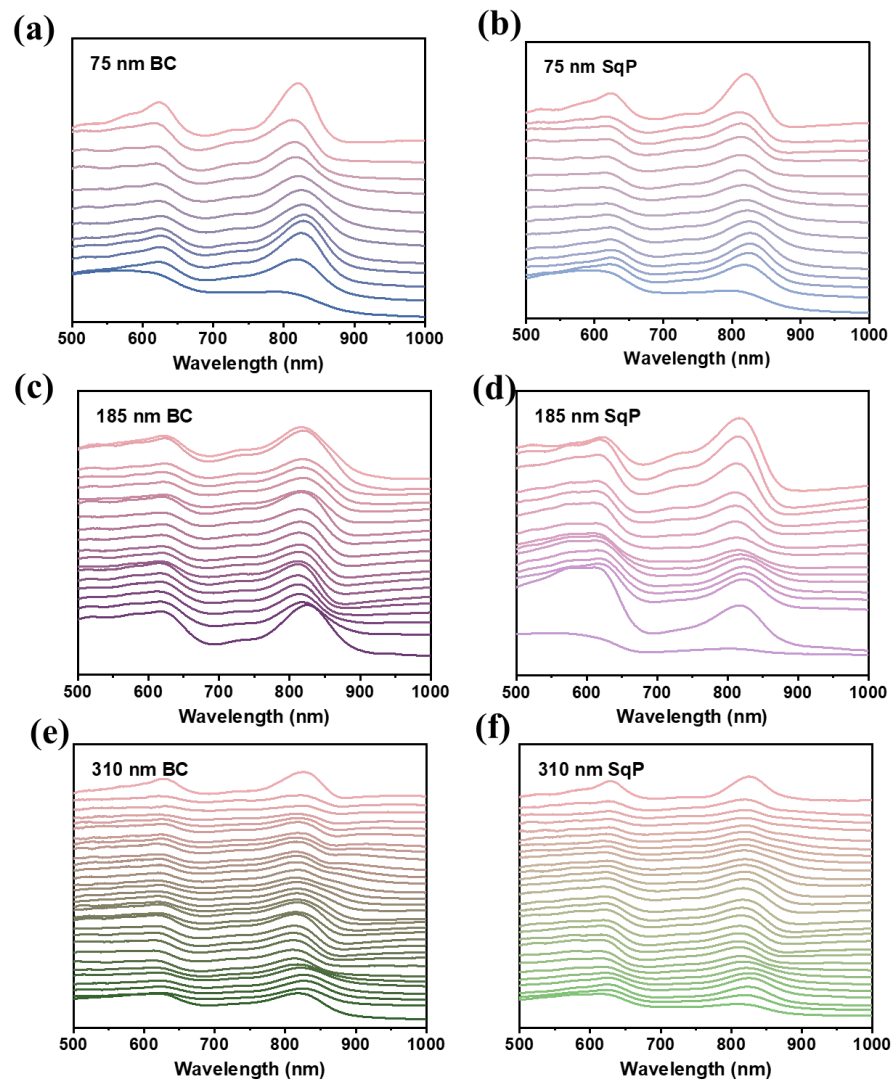 (a)
75 nm BC
500 600 700 800 900 1000
Wavelength (nm)
(b)
75 nm SqP
500 600 700 800 900 1000
Wavelength (nm)
(c)
185 nm BC
500 600 700 800 900 1000
Wavelength (nm)
(d)
185 nm SqP
500 600 700 800 900 1000
Wavelength (nm)
(e)
310 nm BC
500 600 700 800 900 1000
Wavelength (nm)
(f)
310 nm SqP
500 600 700 800 900 1000
Wavelength (nm)